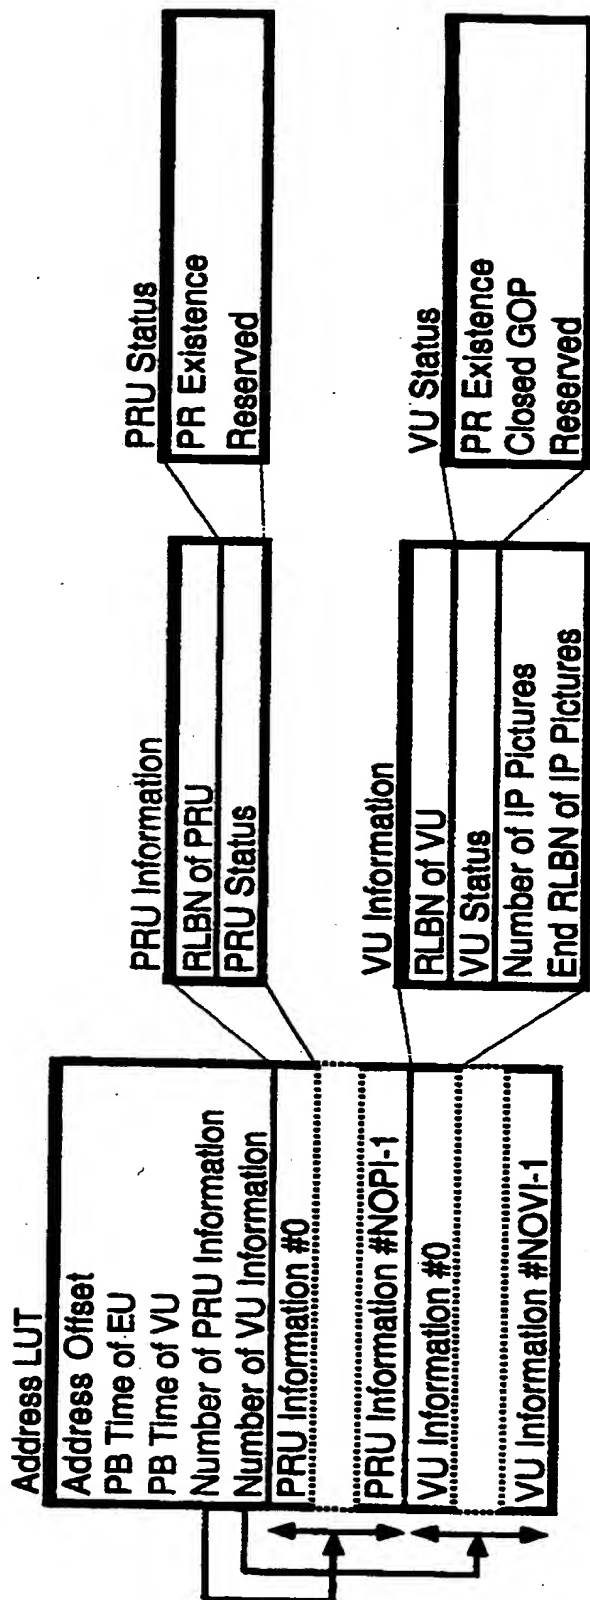 Address LUT
Address Offset
PB Time of EU
PB Time of VU
Number of PRU Information
Number of VU Information
PRU Information #0
PRU Information #NOPI-1
VU Information #0
VU Information #NOVI-1
PRU Information
RLBN of PRU
PRU Status
VU Information
RLBN of VU
VU Status
Number of IP Pictures
End RLBN of IP Pictures
PRU Status
PR Existence
Reserved
VU Status
PR Existence
Closed GOP
Reserved